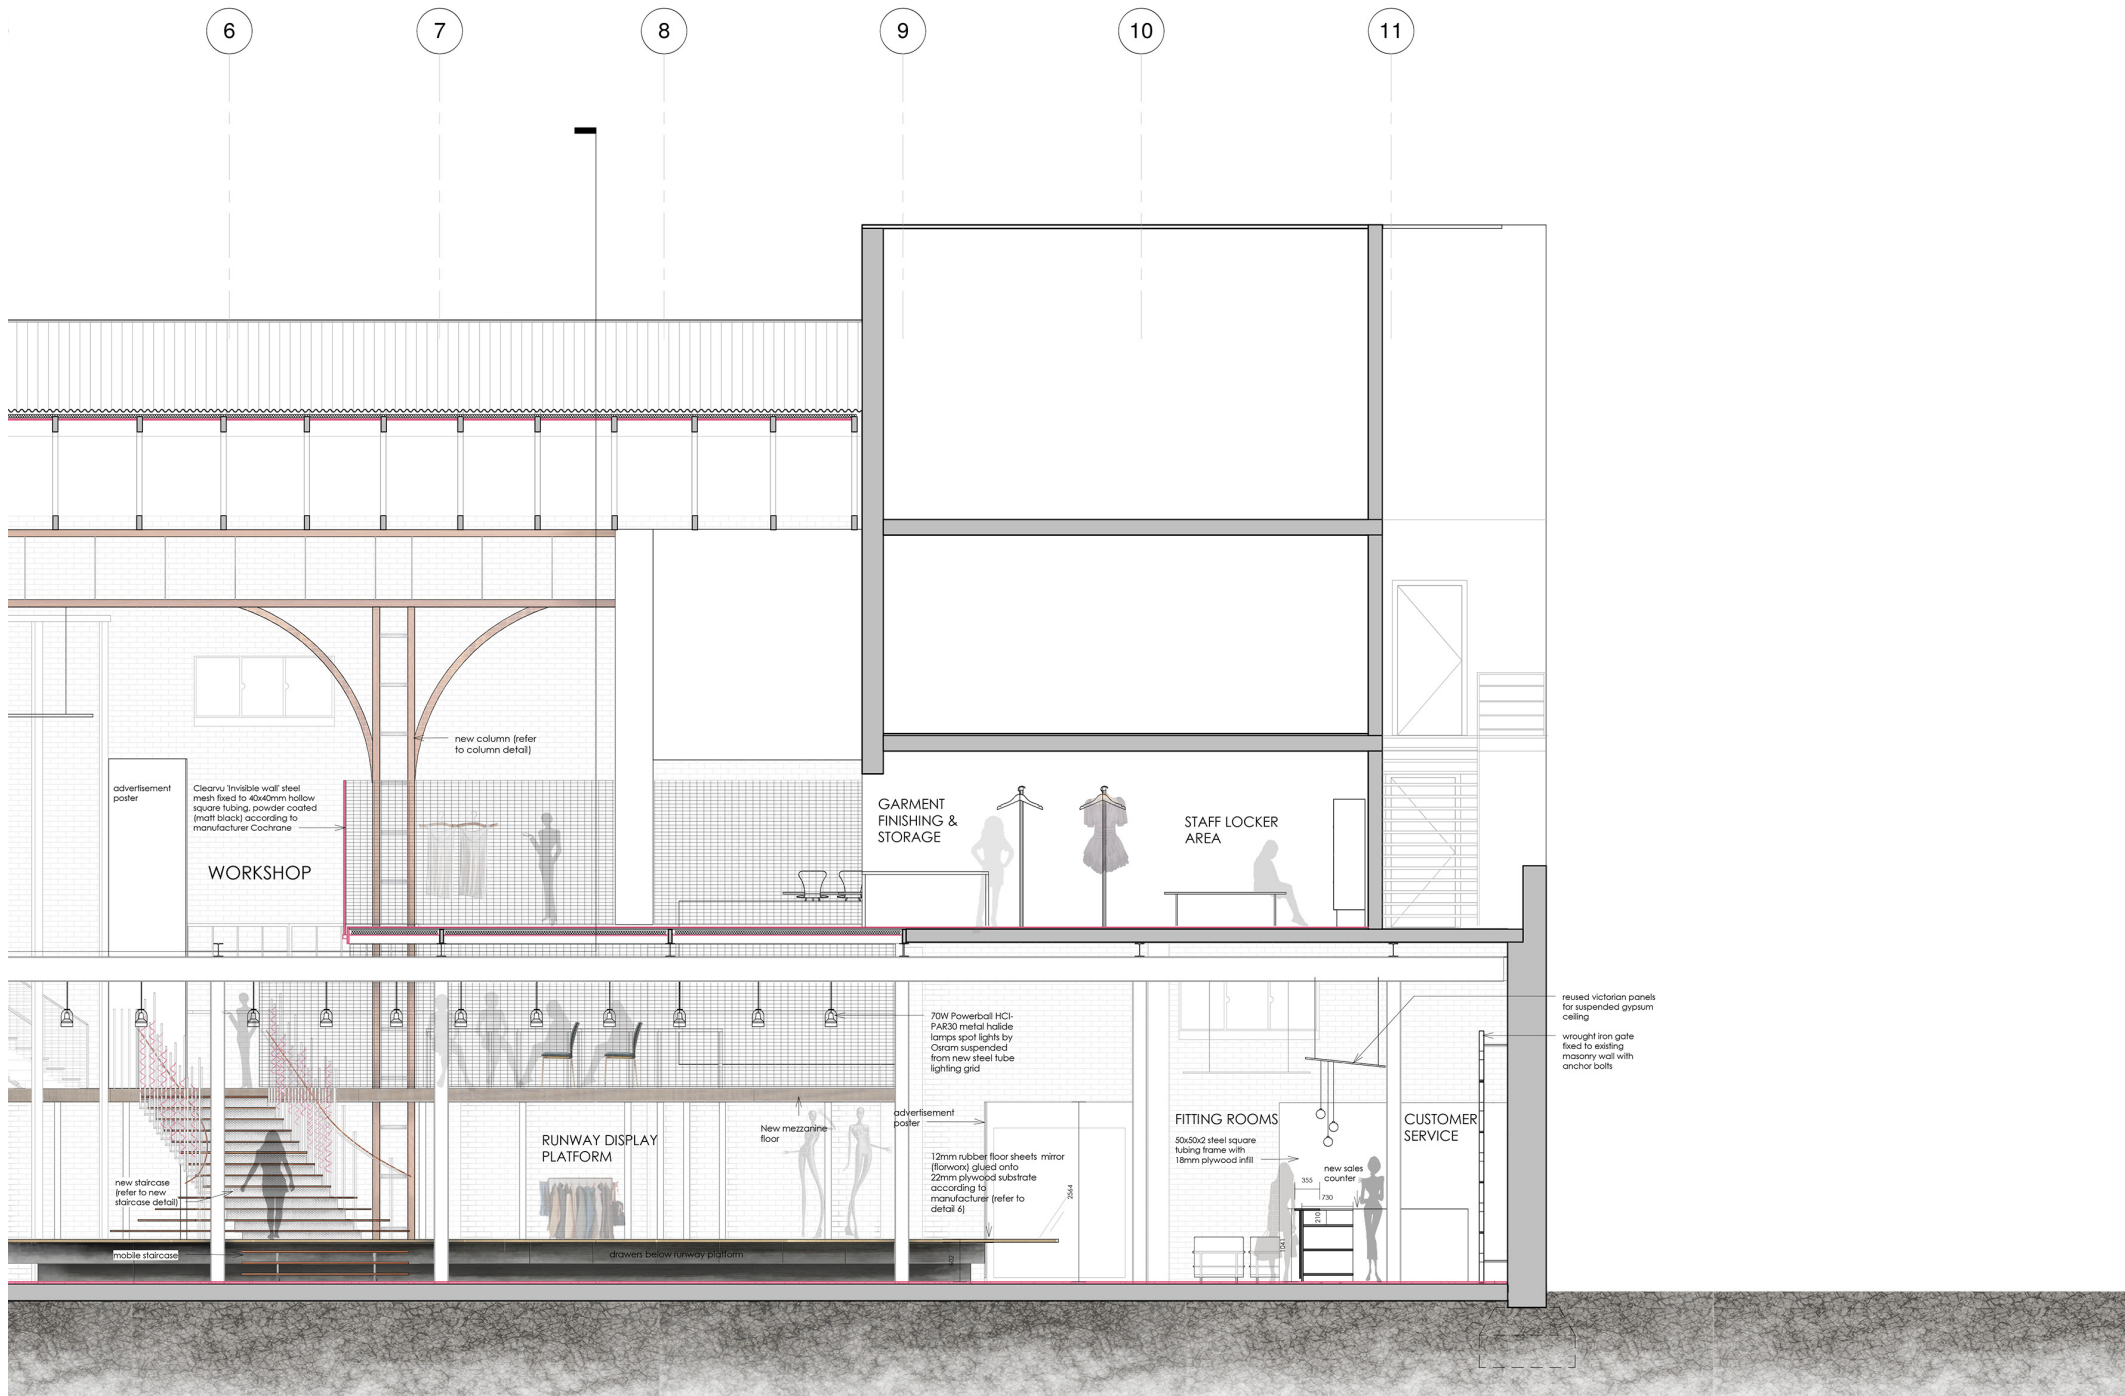 6
7
8
9
10
11
new column (refer
to column detail)
advertisement
poster
Clearvu 'Invisible wall' steel
mesh fixed to 40x40mm hollow
square tubing, powder coated
(matt black) according to
manufacturer Cochrane
WORKSHOP
GARMENT
FINISHING &
STORAGE
STAFF LOCKER
AREA
reused victorian panels
for suspended gypsum
ceiling
wrought iron gate
fixed to existing
masonry wall with
anchor bolts
70W Powerball HCI-
PAR30 metal halide
lamps spot lights by
Osram suspended
from new steel tube
lighting grid
advertisement
poster
New mezzanine
floor
RUNWAY DISPLAY
PLATFORM
12mm rubber floor sheets mirror
(florworx) glued onto
22mm plywood substrate
according to
manufacturer (refer to
detail 6)
2564
402
FITTING ROOMS
50x50x2 steel square
tubing frame with
18mm plywood infill
CUSTOMER
SERVICE
new sales
counter
355
730
210
1041
new staircase
(refer to new
staircase detail)
mobile staircase
drawers below runway platform